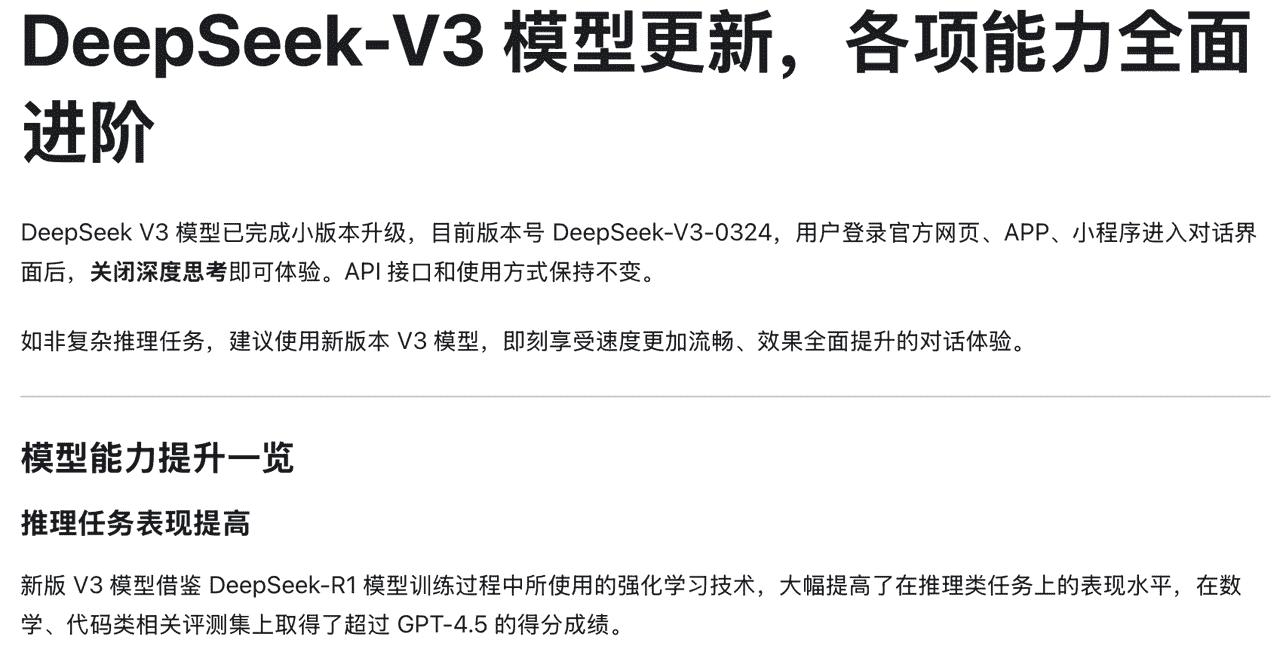 DeepSeek-V3 模型更新，各项能力全面
进阶
DeepSeek V3 模型已完成小版本升级，目前版本号 DeepSeek-V3-0324，用户登录官方网页、APP、小程序进入对话界
面后，关闭深度思考即可体验。API 接口和使用方式保持不变。
如非复杂推理任务，建议使用新版本 V3 模型，即刻享受速度更加流畅、效果全面提升的对话体验。
模型能力提升一览
推理任务表现提高
新版 V3 模型借鉴 DeepSeek-R1 模型训练过程中所使用的强化学习技术，大幅提高了在推理类任务上的表现水平，在数
学、代码类相关评测集上取得了超过 GPT-4.5 的得分成绩。